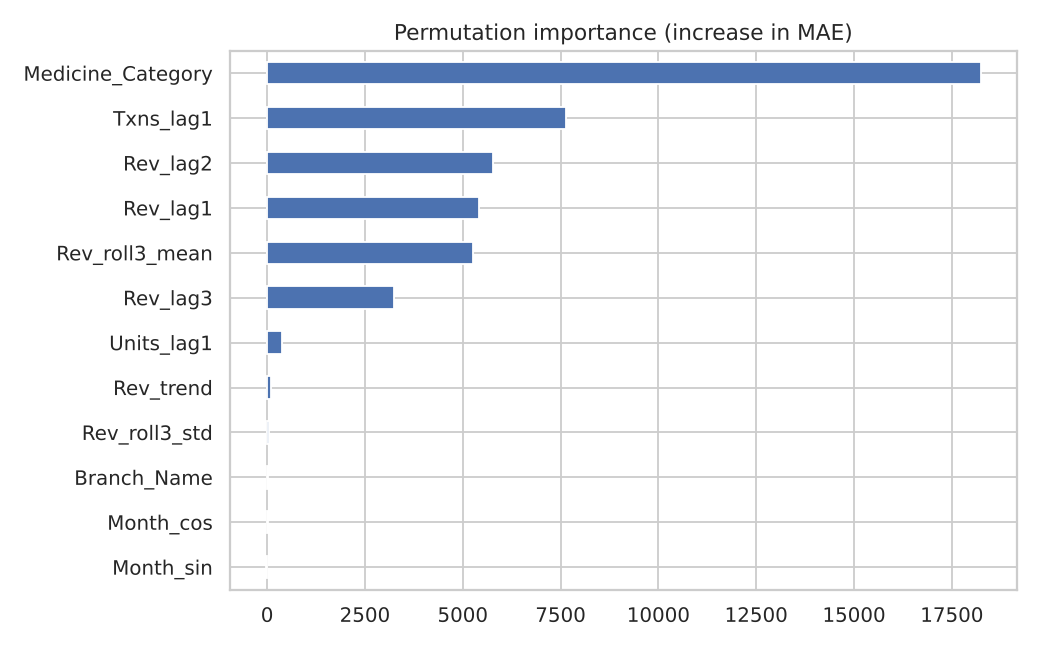 Permutation importance (increase in MAE)
Medicine_Category
Txns_lag1
Rev_lag2
Rev_lag1
Rev_roll3_mean
Rev_lag3
Units_lag1
Rev_trend
Rev_roll3_std
Branch_Name
Month_cos
Month_sin
0 2500 5000 7500 10000 12500 15000 17500